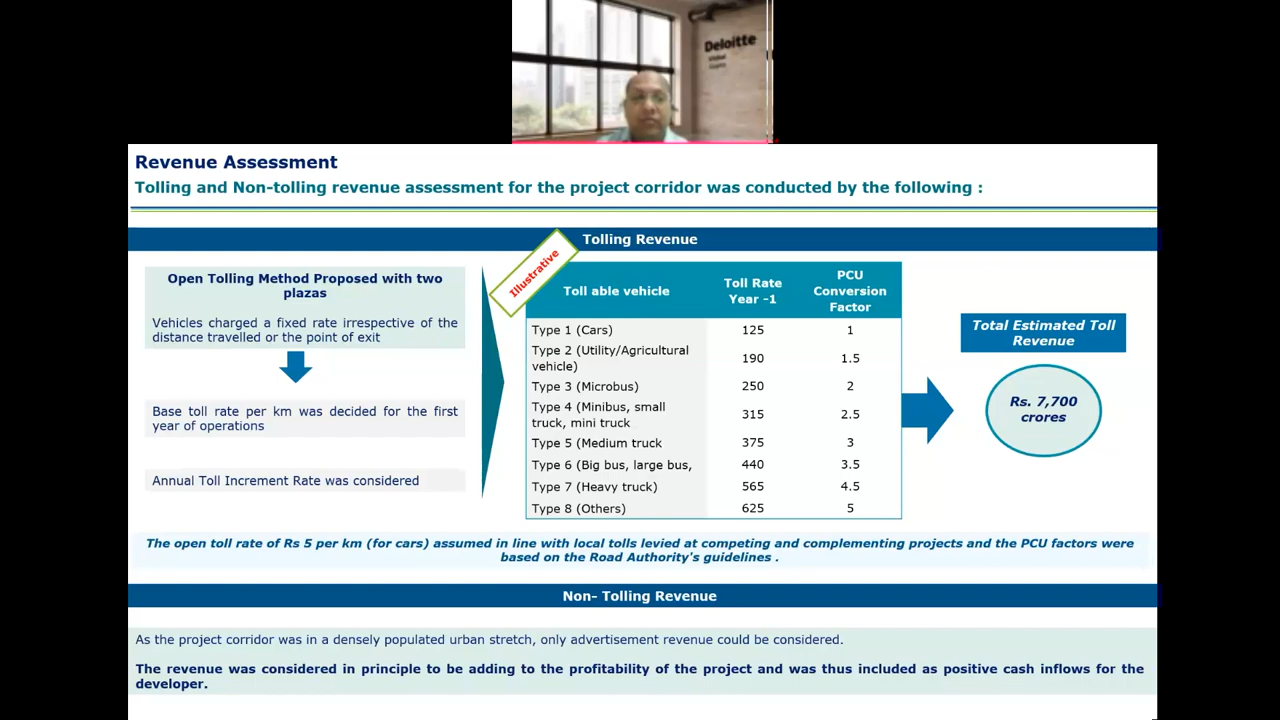 Deloitte
Revenue Assessment
Tolling and Non-tolling revenue assessment for the project corridor was conducted by the following :
Tolling Revenue
Open Tolling Method Proposed with two
plazas
Vehicles charged a fixed rate irrespective of the
distance travelled or the point of exit
Base toll rate per km was decided for the first
year of operations
Annual Toll Increment Rate was considered
Illustrative
Toll able vehicle Toll Rate Year -1 PCU Conversion Factor
Type 1 (Cars) 125 1
Type 2 (Utility/Agricultural
vehicle) 190 1.5
Type 3 (Microbus) 250 2
Type 4 (Minibus, small
truck, mini truck 315 2.5
Type 5 (Medium truck 375 3
Type 6 (Big bus, large bus, 440 3.5
Type 7 (Heavy truck) 565 4.5
Type 8 (Others) 625 5
Total Estimated Toll
Revenue
Rs. 7,700
crores
The open toll rate of Rs 5 per km (for cars) assumed in line with local tolls levied at competing and complementing projects and the PCU factors were
based on the Road Authority's guidelines .
Non- Tolling Revenue
As the project corridor was in a densely populated urban stretch, only advertisement revenue could be considered.
The revenue was considered in principle to be adding to the profitability of the project and was thus included as positive cash inflows for the
developer.